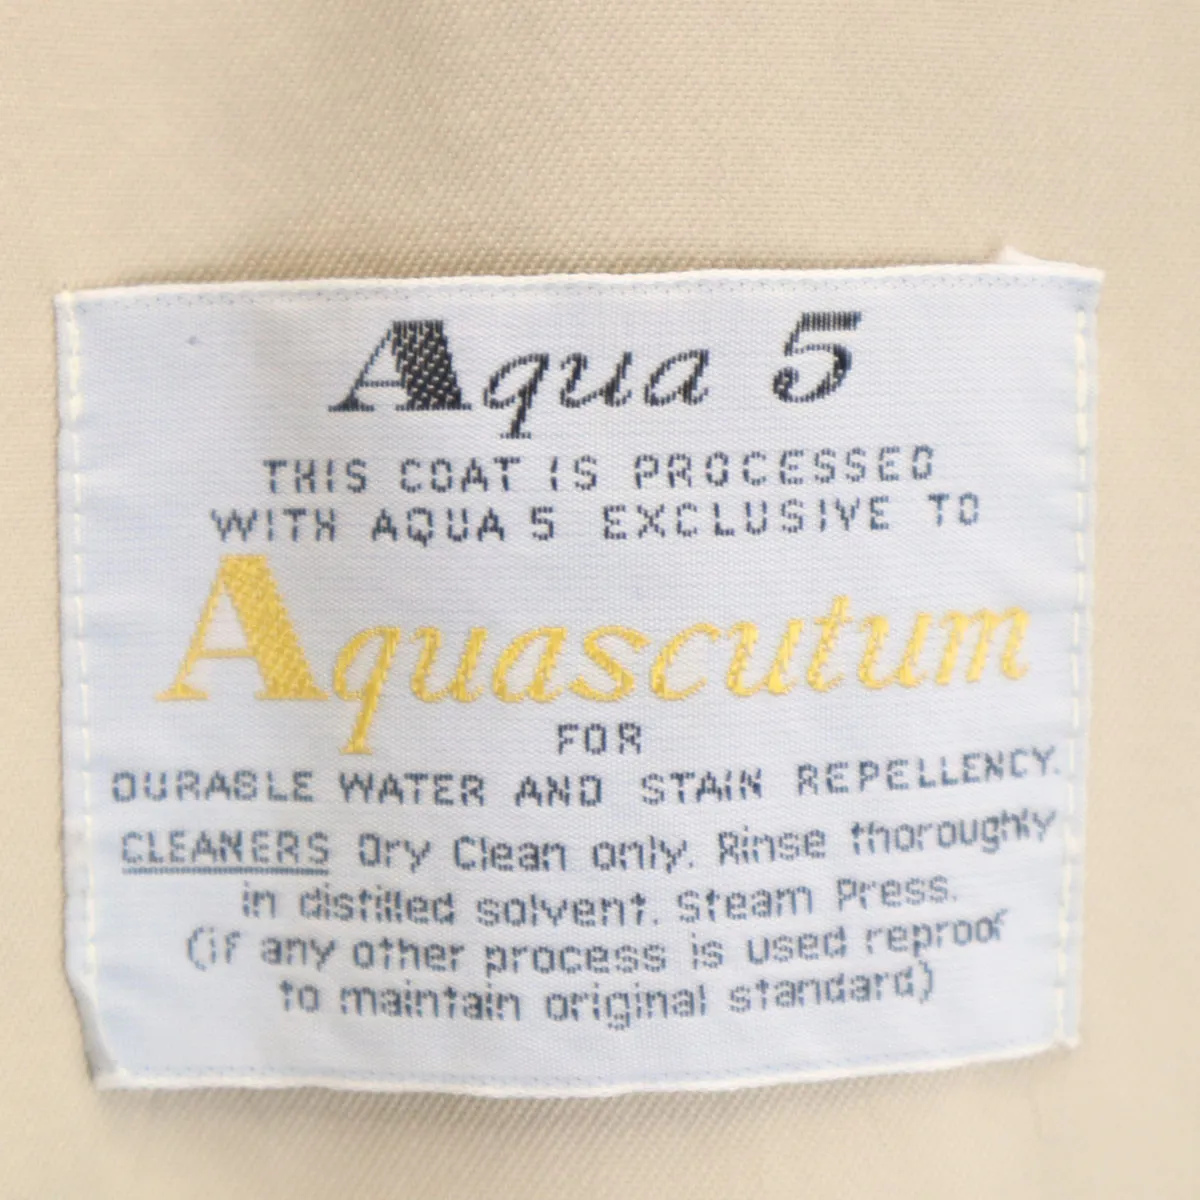 Aqua 5
THIS COAT IS PROCESSED
WITH AQUA 5 EXCLUSIVE TO
Aquascutum
FOR
DURABLE WATER AND STAIN REPELLENCY.
CLEANERS Dry Clean only. Rinse thoroughly
in distilled solvent. Steam Press.
(if any other process is used reproof
to maintain original standard)